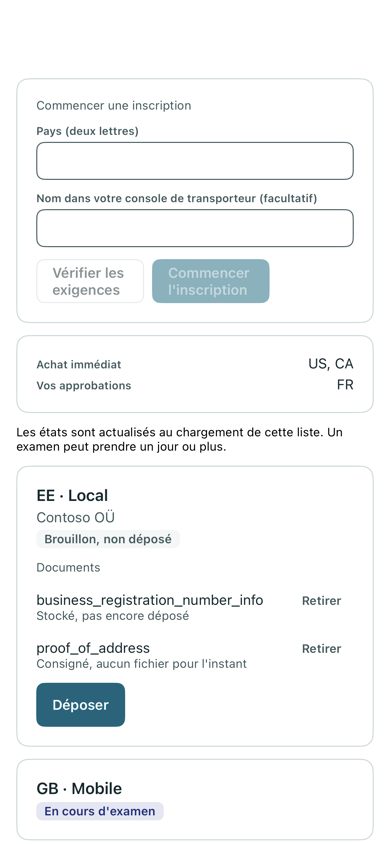 Commencer une inscription
Pays (deux lettres)
Nom dans votre console de transporteur (facultatif)
Vérifier les
exigences
Commencer
l'inscription
Achat immédiat
US, CA
Vos approbations
FR
Les états sont actualisés au chargement de cette liste. Un
examen peut prendre un jour ou plus.
EE · Local
Contoso OÜ
Brouillon, non déposé
Documents
business_registration_number_info
Retirer
Stocké, pas encore déposé
proof_of_address
Retirer
Consigné, aucun fichier pour l'instant
Déposer
GB · Mobile
En cours d'examen